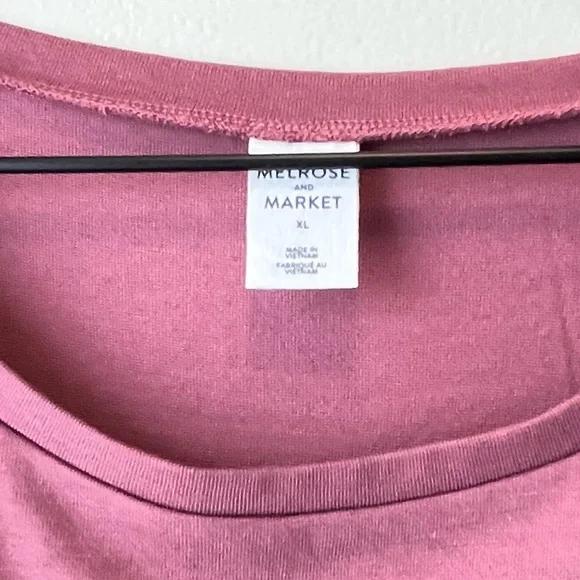 MELROSE
AND
MARKET
XL
MADE IN
VIETNAM
FABRIQUÉ AU
VIETNAM